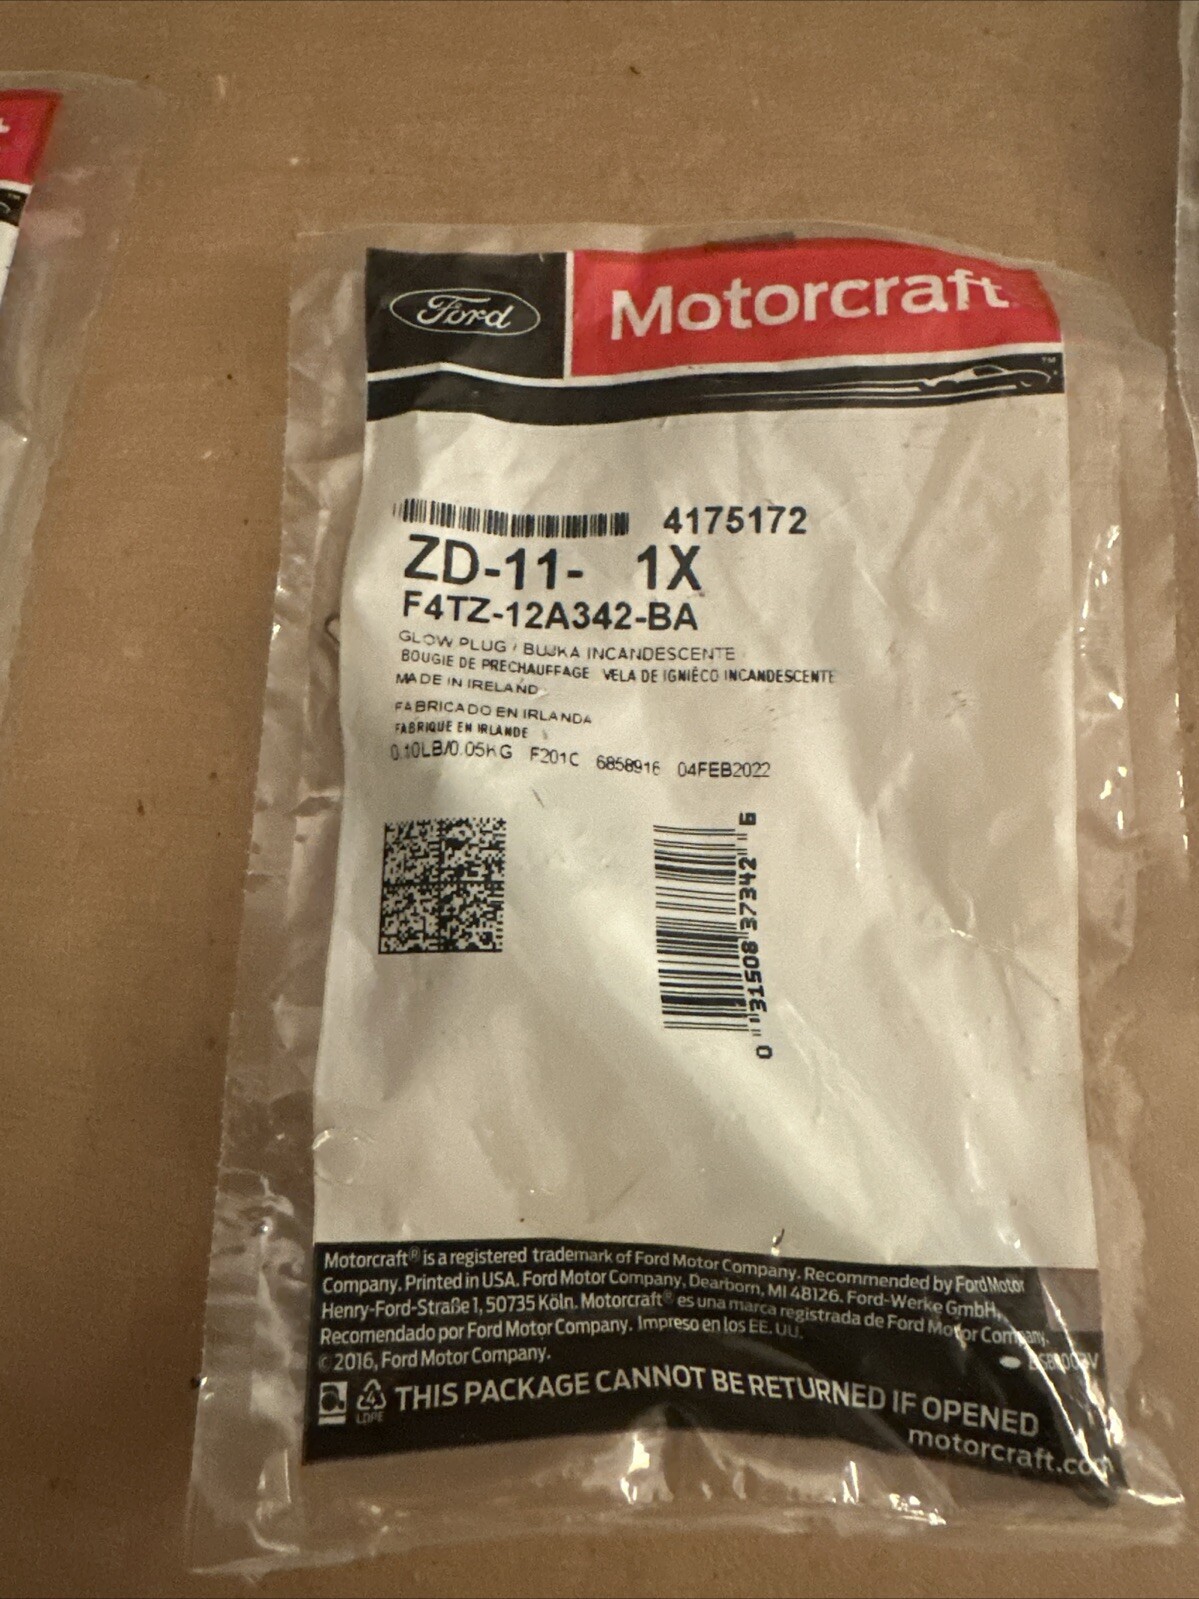 Ford
Motorcraft
™
4175172
ZD-11- 1X
F4TZ-12A342-BA
GLOW PLUG / BUJKA INCANDESCENTE
BOUGIE DE PRECHAUFFAGE VELA DE IGNIÉCO INCANDESCENTE
MADE IN IRELAND
FABRICADO EN IRLANDA
FABRIQUE EN IRLANDE
0.10LB/0.05KG F201C 6858916 04FEB2022
0 31508 37342 6
Motorcraft® is a registered trademark of Ford Motor Company. Recommended by Ford Motor
Company. Printed in USA. Ford Motor Company, Dearborn, MI 48126. Ford-Werke GmbH,
Henry-Ford-Straße 1, 50735 Köln. Motorcraft® es una marca registrada de Ford Motor Company.
Recomendado por Ford Motor Company. Impreso en los EE. UU.
© 2016, Ford Motor Company.
4
LDPE
THIS PACKAGE CANNOT BE RETURNED IF OPENED
motorcraft.com